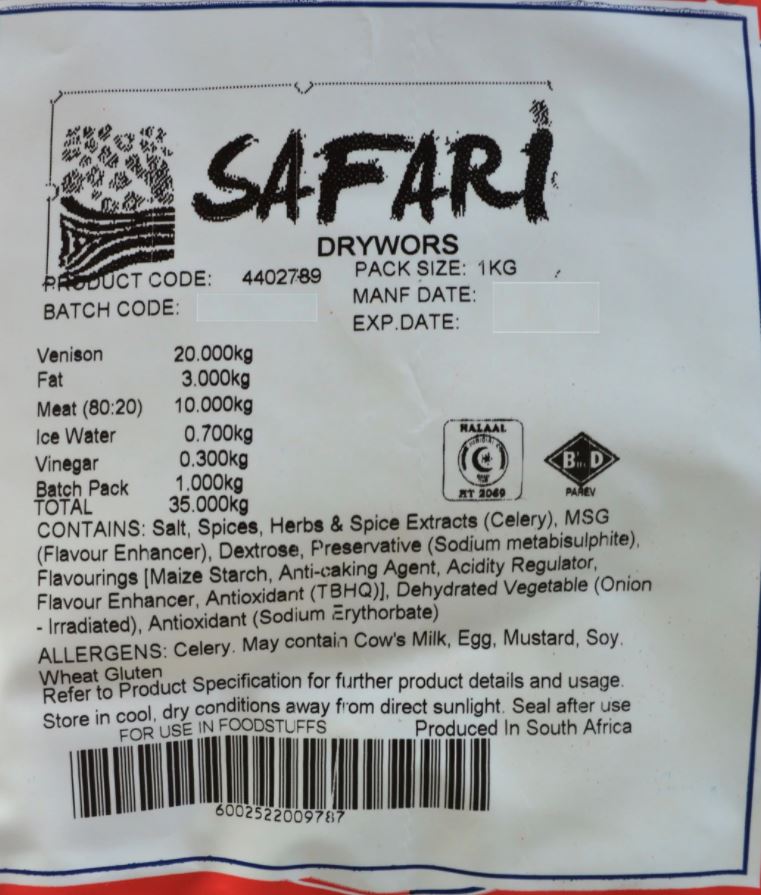 SAFARI
DRYWORS
PRODUCT CODE: 4402789
PACK SIZE: 1KG
BATCH CODE:
MANF DATE:
EXP.DATE:
Venison 20.000kg
Fat 3.000kg
Meat (80:20) 10.000kg
Ice Water 0.700kg
Vinegar 0.300kg
Batch Pack 1.000kg
TOTAL 35.000kg
HALAAL
MT 2069
B D
PAREV
CONTAINS: Salt, Spices, Herbs & Spice Extracts (Celery), MSG
(Flavour Enhancer), Dextrose, Preservative (Sodium metabisulphite),
Flavourings [Maize Starch, Anti-caking Agent, Acidity Regulator,
Flavour Enhancer, Antioxidant (TBHQ)], Dehydrated Vegetable (Onion
- Irradiated), Antioxidant (Sodium Erythorbate)
ALLERGENS: Celery. May contain Cow's Milk, Egg, Mustard, Soy.
Wheat Gluten
Refer to Product Specification for further product details and usage.
Store in cool, dry conditions away from direct sunlight. Seal after use
FOR USE IN FOODSTUFFS
Produced In South Africa
6002522009787